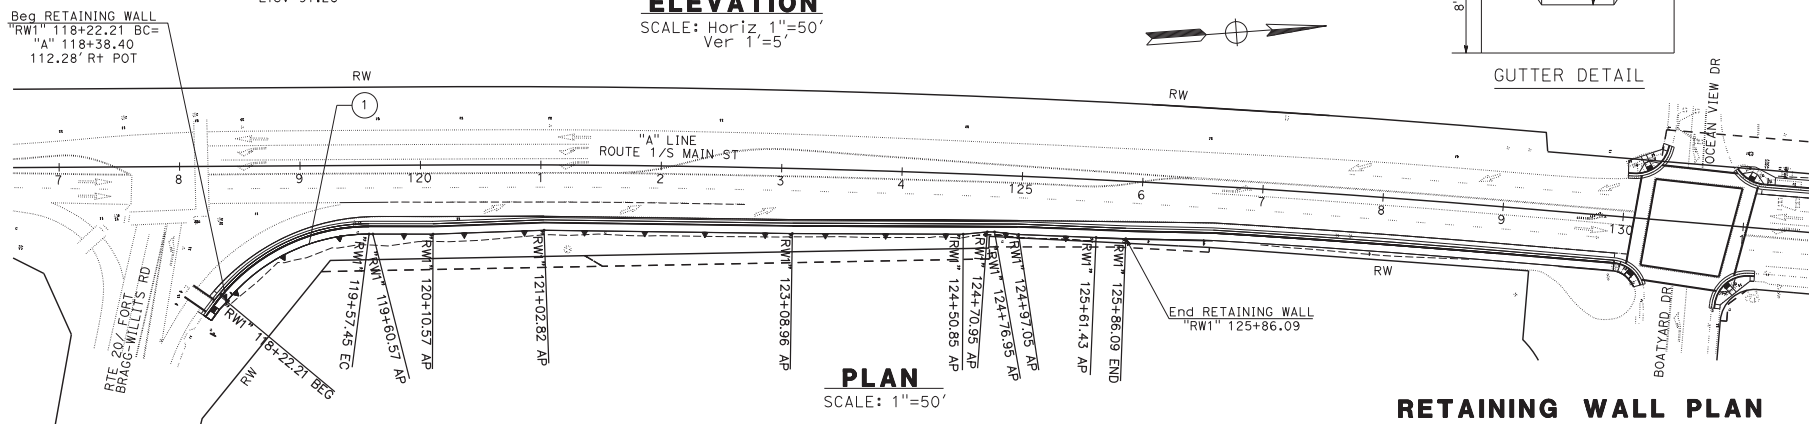 ELEVATION
SCALE: Horiz 1"=50'
Ver 1'=5'
Beg RETAINING WALL
"RW1" 118+22.21 BC=
"A" 118+38.40
112.28' Rt POT
8'
GUTTER DETAIL
RW
1
RW
OCEAN VIEW DR
"A" LINE
ROUTE 1/S MAIN ST
7
8
9
120
1
2
3
4
125
6
7
8
9
130
RTE 20/ FORT
BRAGG-WILLITS RD
"RW1" 118+22.21 BEG
RW
"RW1" 119+57.45 EC
"RW1" 119+60.57 AP
"RW1" 120+10.57 AP
"RW1" 121+02.82 AP
"RW1" 123+08.96 AP
"RW1" 124+50.85 AP
"RW1" 124+70.95 AP
"RW1" 124+76.95 AP
"RW1" 124+97.05 AP
"RW1" 125+61.43 AP
"RW1" 125+86.09 END
End RETAINING WALL
"RW1" 125+86.09
RW
BOATYARD DR
PLAN
SCALE: 1"=50'
RETAINING WALL PLAN